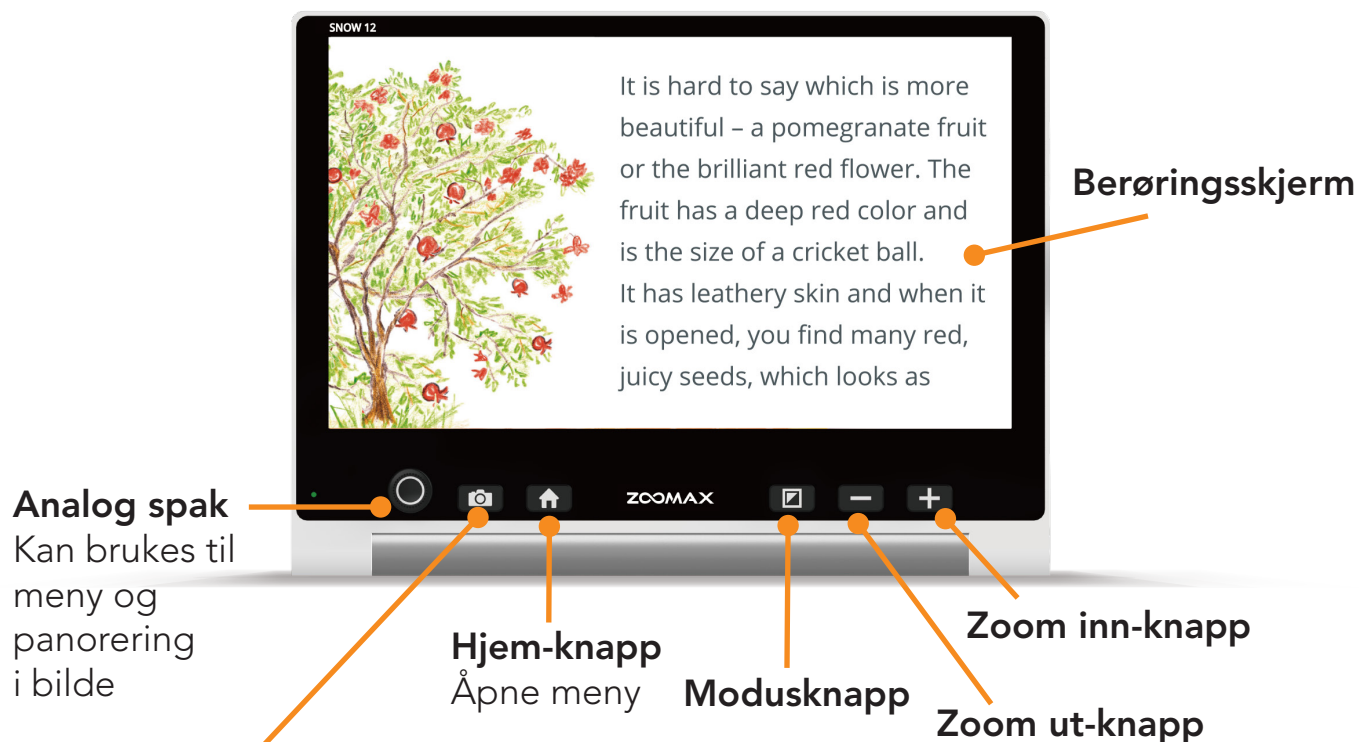 SNOW 12
It is hard to say which is more
beautiful – a pomegranate fruit
or the brilliant red flower. The
fruit has a deep red color and
is the size of a cricket ball.
It has leathery skin and when it
is opened, you find many red,
juicy seeds, which looks as
Berøringsskjerm
ZOOMAX
Analog spak
Kan brukes til
meny og
panorering
i bilde
Hjem-knapp
Åpne meny
Modusknapp
Zoom inn-knapp
Zoom ut-knapp